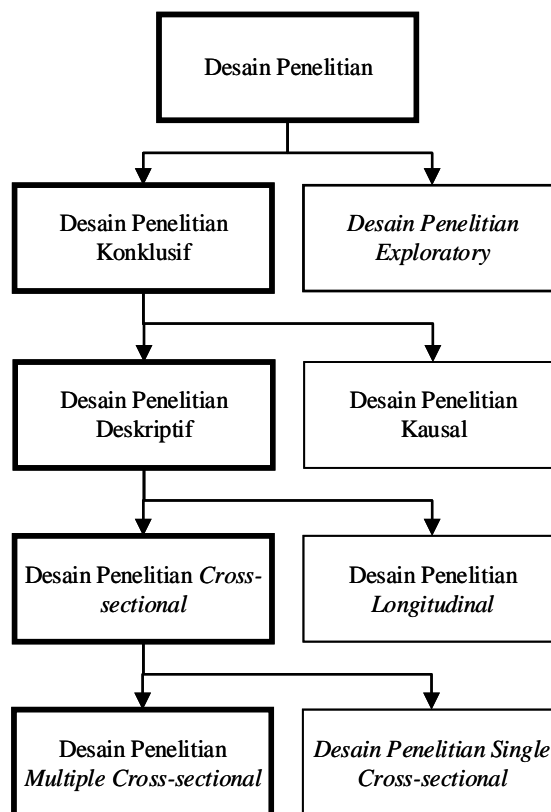 Desain Penelitian
Desain Penelitian
Konklusif
Desain Penelitian
Exploratory
Desain Penelitian
Deskriptif
Desain Penelitian
Kausal
Desain Penelitian Cross-
sectional
Desain Penelitian
Longitudinal
Desain Penelitian
Multiple Cross-sectional
Desain Penelitian Single
Cross-sectional